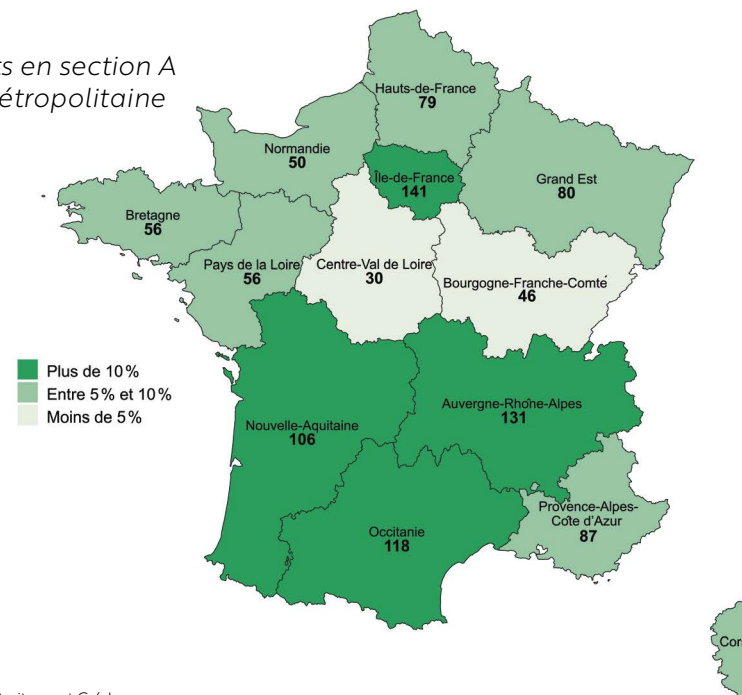 ts en section A
étropolitaine
Hauts-de-France
79
Normandie
50
Île-de-France
141
Grand Est
80
Bretagne
56
Pays de la Loire
56
Centre-Val de Loire
30
Bourgogne-Franche-Comté
46
Plus de 10 %
Entre 5 % et 10 %
Moins de 5 %
Auvergne-Rhône-Alpes
131
Nouvelle-Aquitaine
106
Provence-Alpes-
Côte d'Azur
87
Occitanie
118
Cor